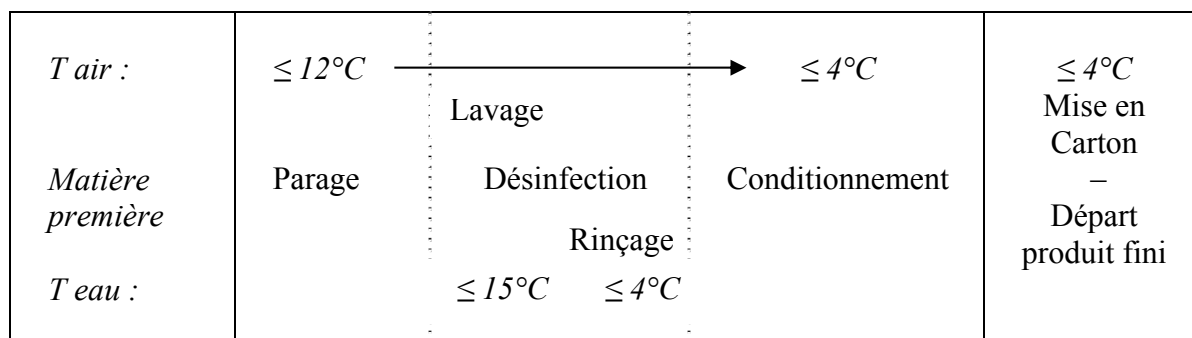 T air :
≤ 12°C
≤ 4°C
≤ 4°C
Mise en
Carton
–
Départ
produit fini
Lavage
Matière
première
Parage
Désinfection
Conditionnement
Rinçage
T eau :
≤ 15°C
≤ 4°C